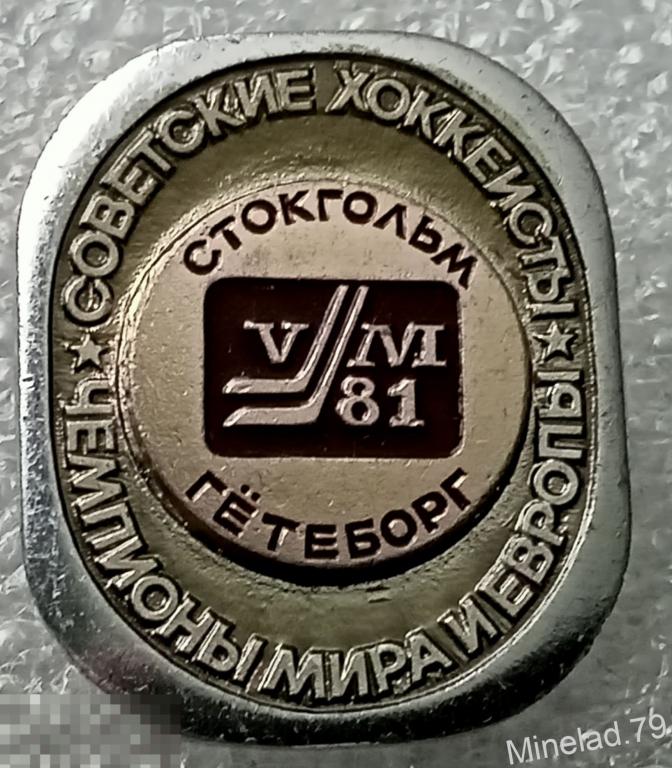 СОВЕТСКИЕ ХОККЕИСТЫ
ЧЕМПИОНЫ МИРА И ЕВРОПЫ
СТОКГОЛЬМ
VM
81
ГЁТЕБОРГ
Minelad.79